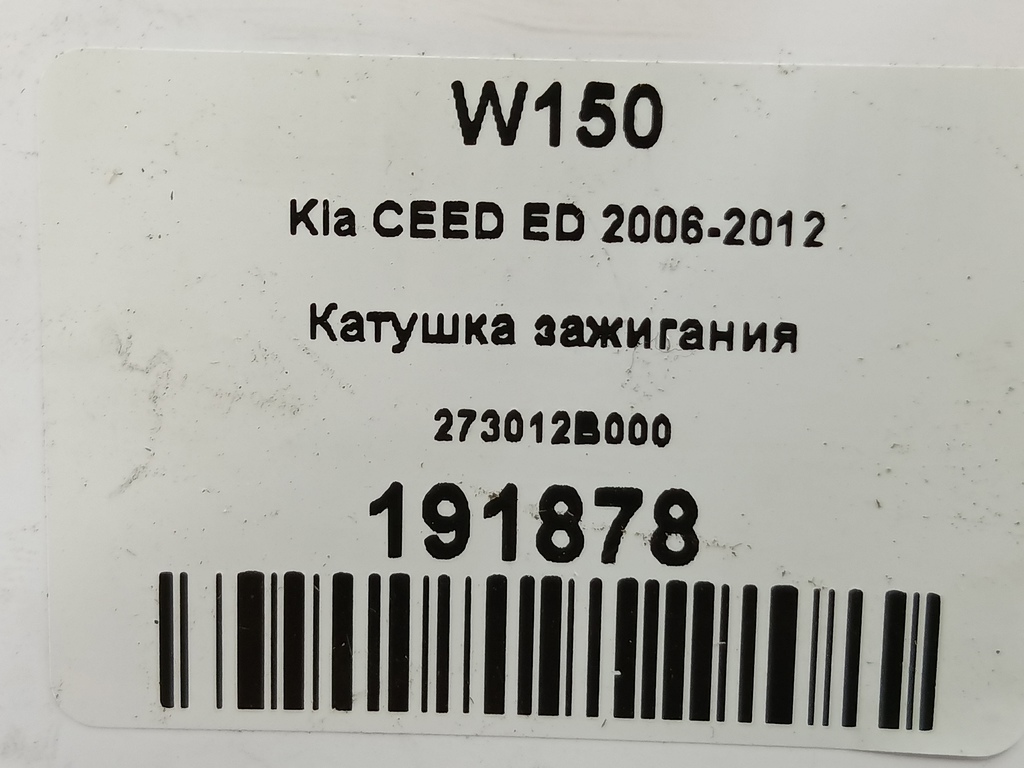 W150
Kia CEED ED 2006-2012
Катушка зажигания
273012B000
191878